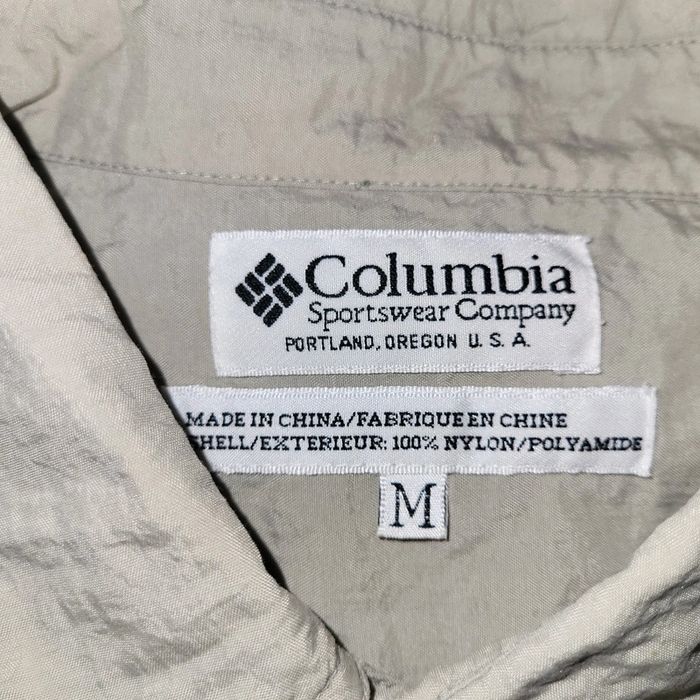 Columbia
Sportswear Company
PORTLAND, OREGON U. S. A.
MADE IN CHINA/FABRIQUE EN CHINE
SHELL/EXTERIEUR: 100% NYLON/POLYAMIDE
M